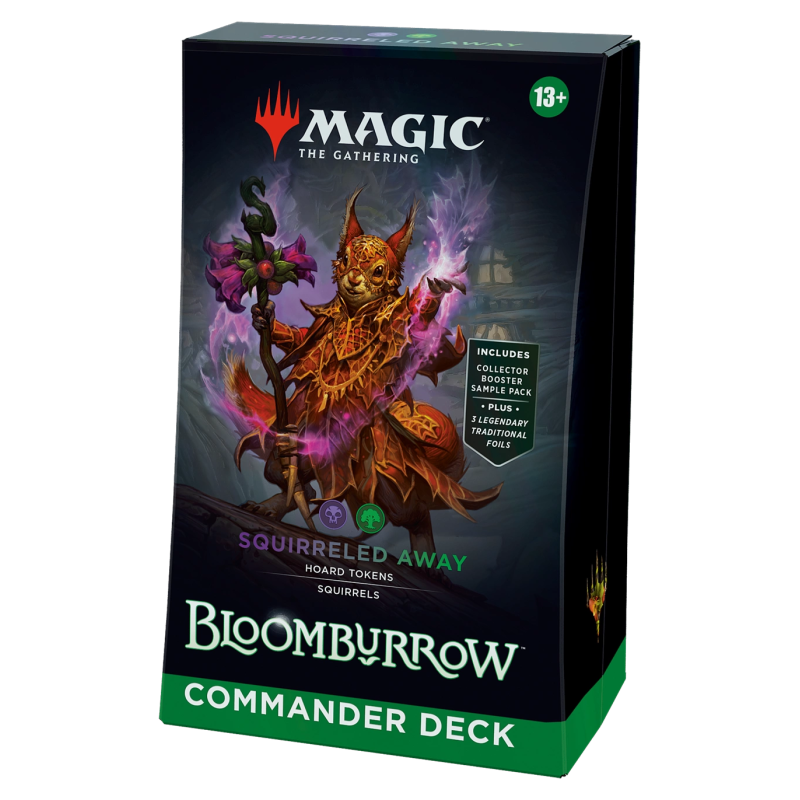 SQUIRRELED AWAY
13+
MAGIC
THE GATHERING
INCLUDES
COLLECTOR
BOOSTER
SAMPLE PACK
• PLUS •
3 LEGENDARY
TRADITIONAL
FOILS
SQUIRRELED AWAY
HOARD TOKENS
SQUIRRELS
BLOOMBURROW™
COMMANDER DECK